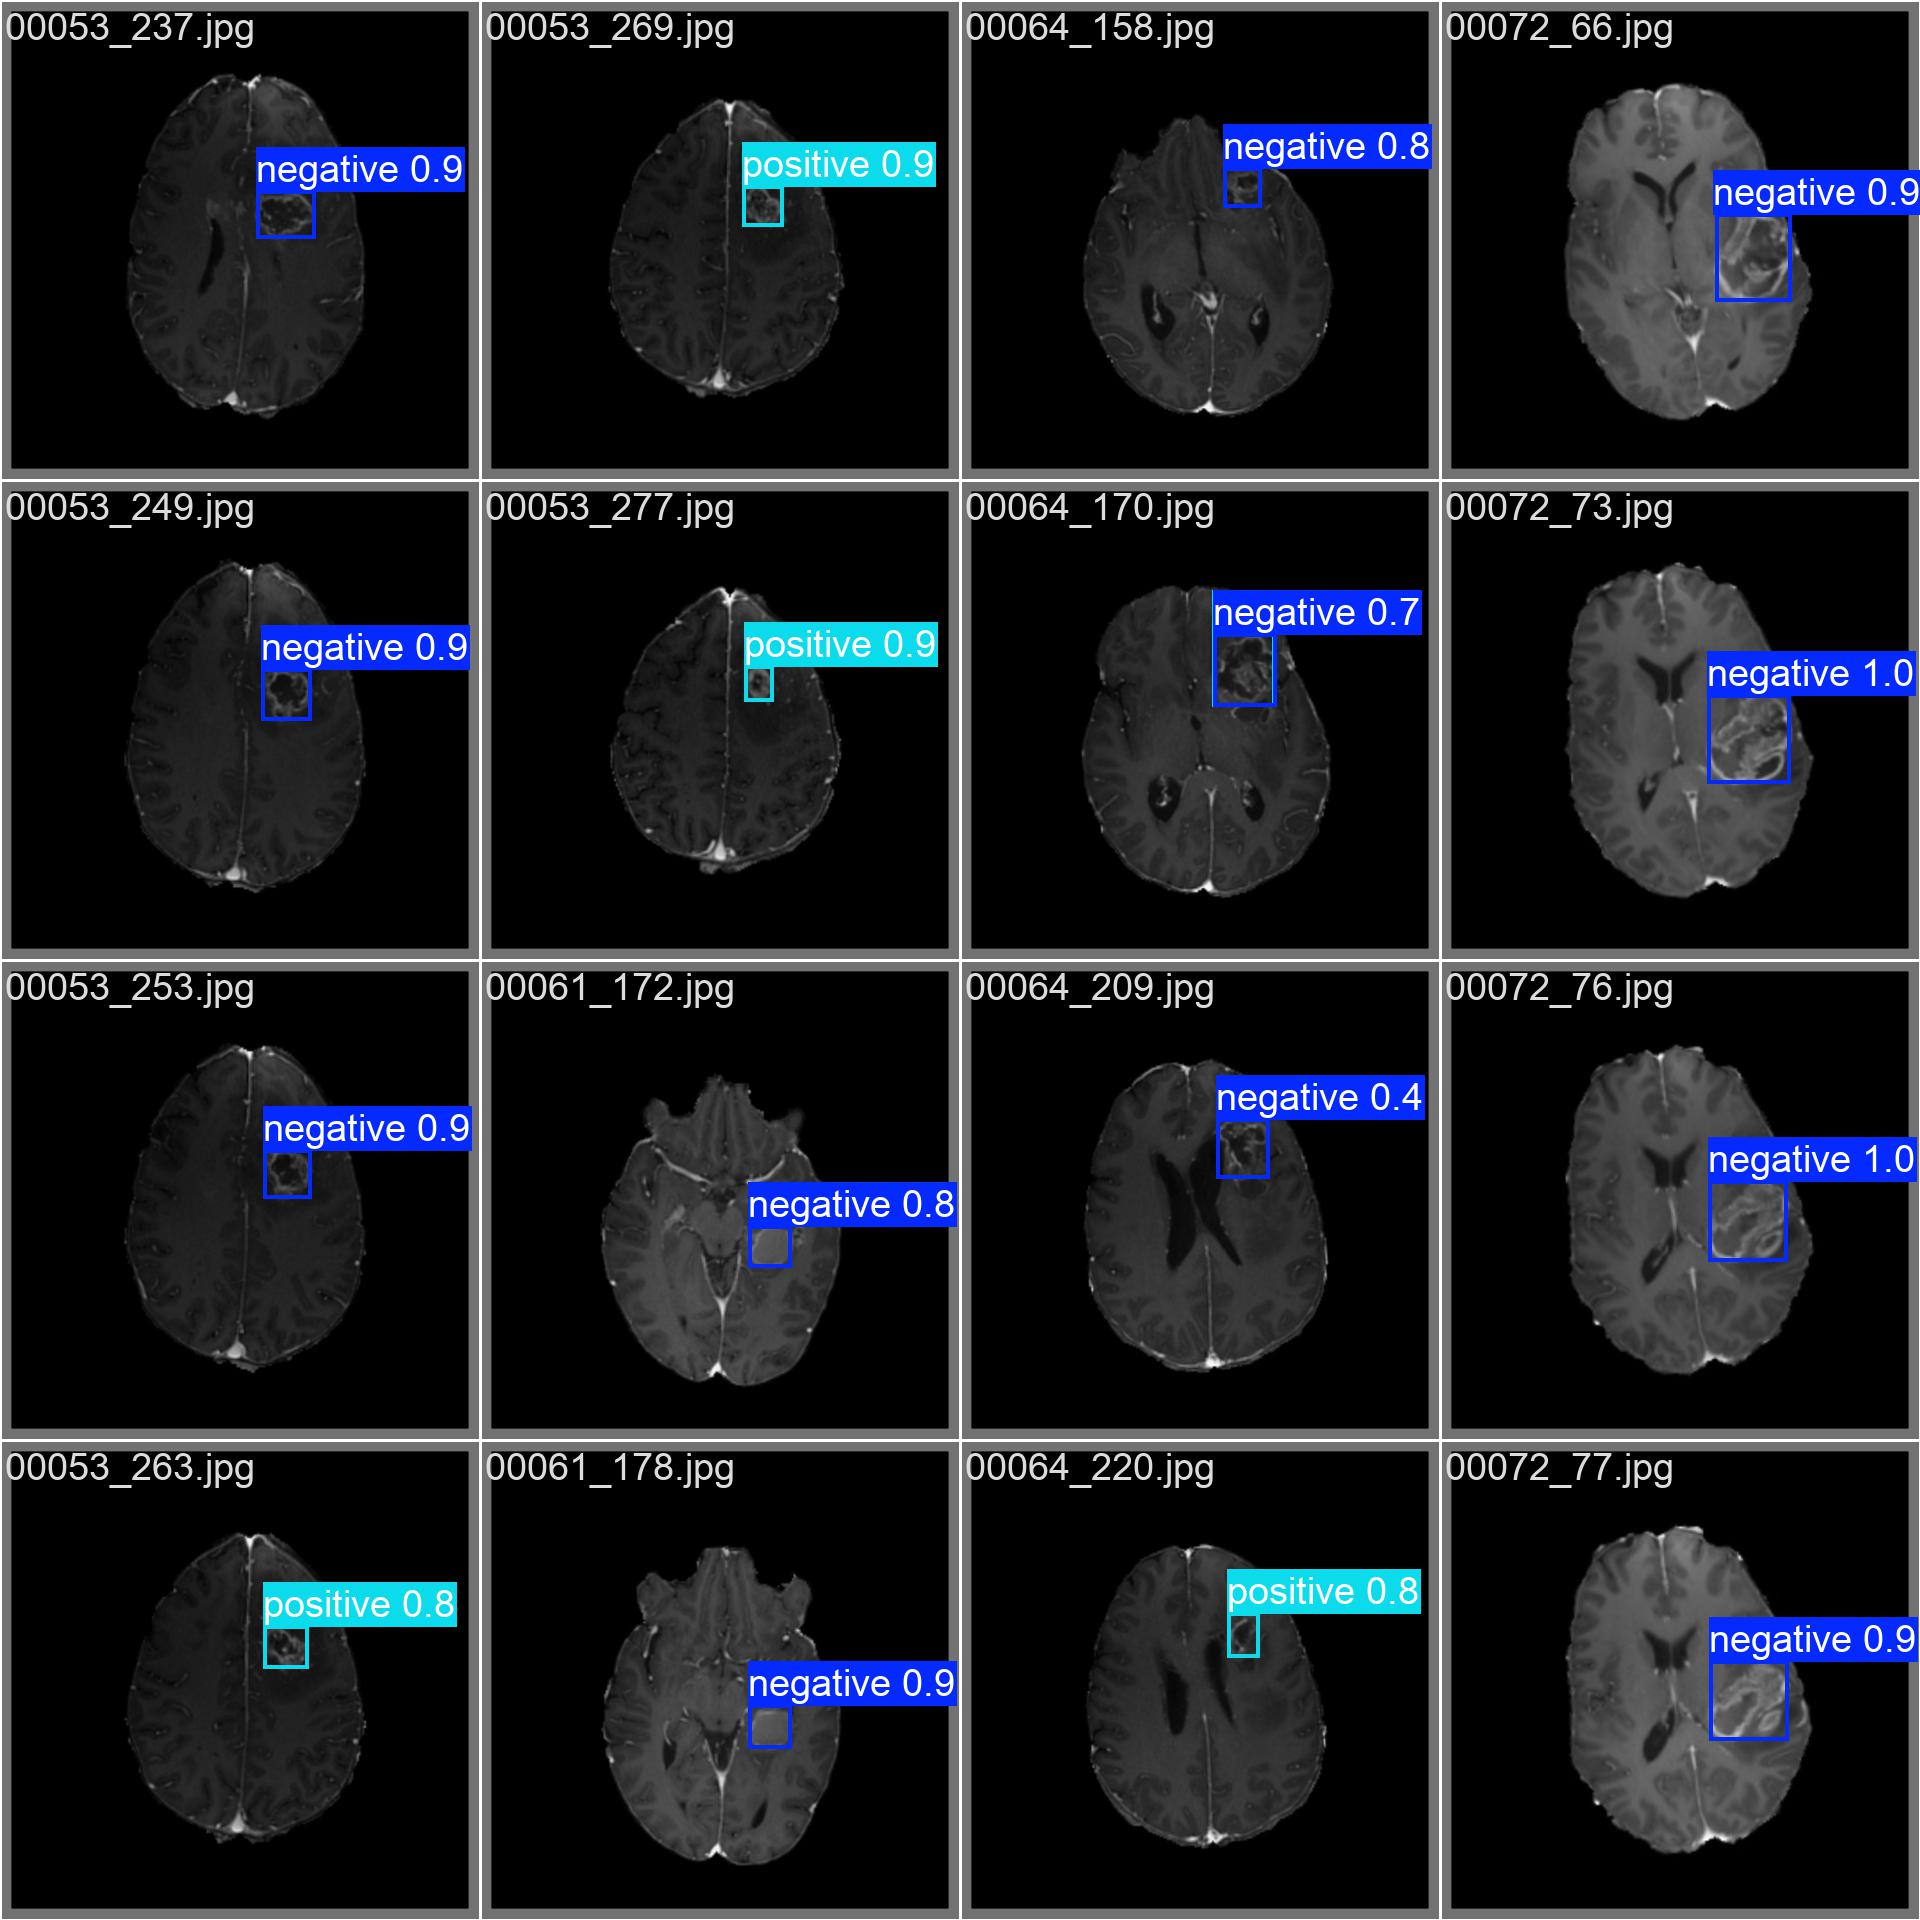 00053_237.jpg
negative 0.9
00053_269.jpg
positive 0.9
00064_158.jpg
negative 0.8
00072_66.jpg
negative 0.9
00053_249.jpg
negative 0.9
00053_277.jpg
positive 0.9
00064_170.jpg
negative 0.7
00072_73.jpg
negative 1.0
00053_253.jpg
negative 0.9
00061_172.jpg
negative 0.8
00064_209.jpg
negative 0.4
00072_76.jpg
negative 1.0
00053_263.jpg
positive 0.8
00061_178.jpg
negative 0.9
00064_220.jpg
positive 0.8
00072_77.jpg
negative 0.9